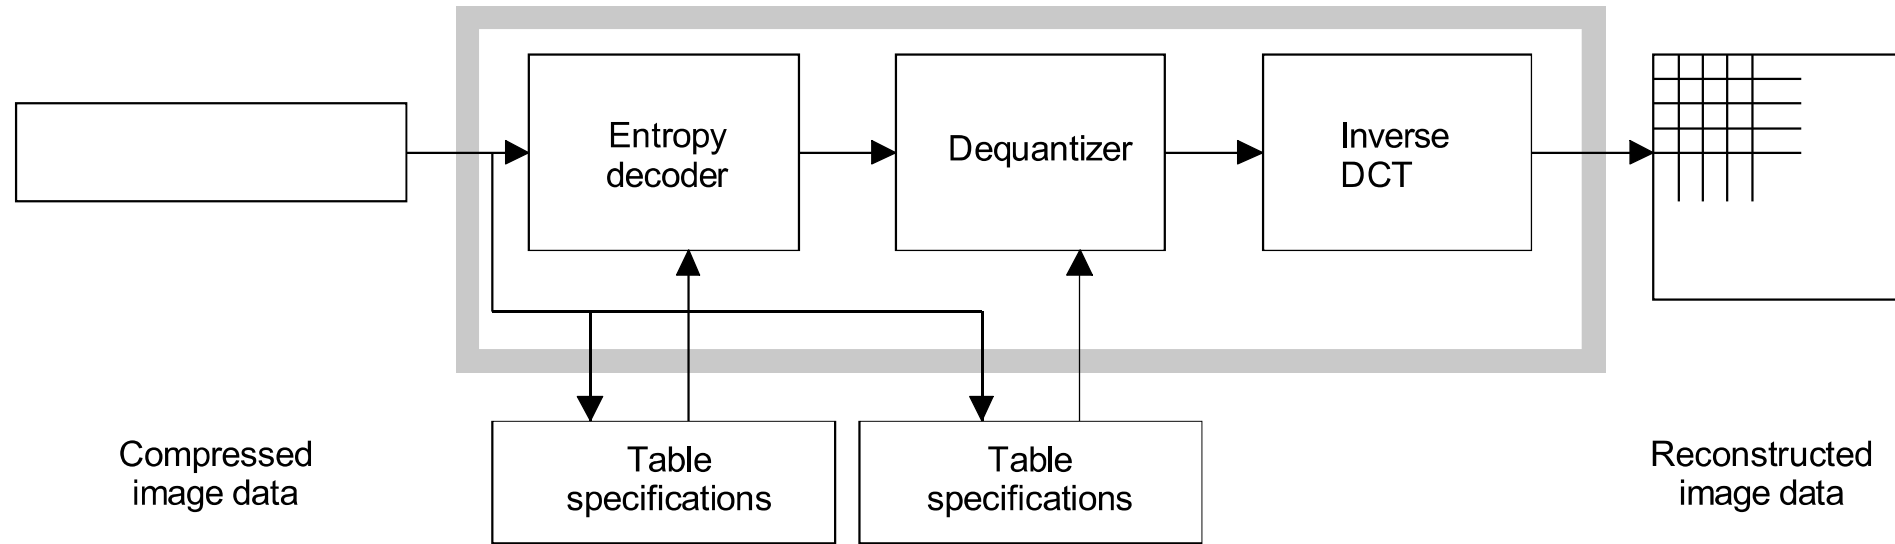 Entropy
decoder
Dequantizer
Inverse
DCT
Compressed
image data
Table
specifications
Table
specifications
Reconstructed
image data